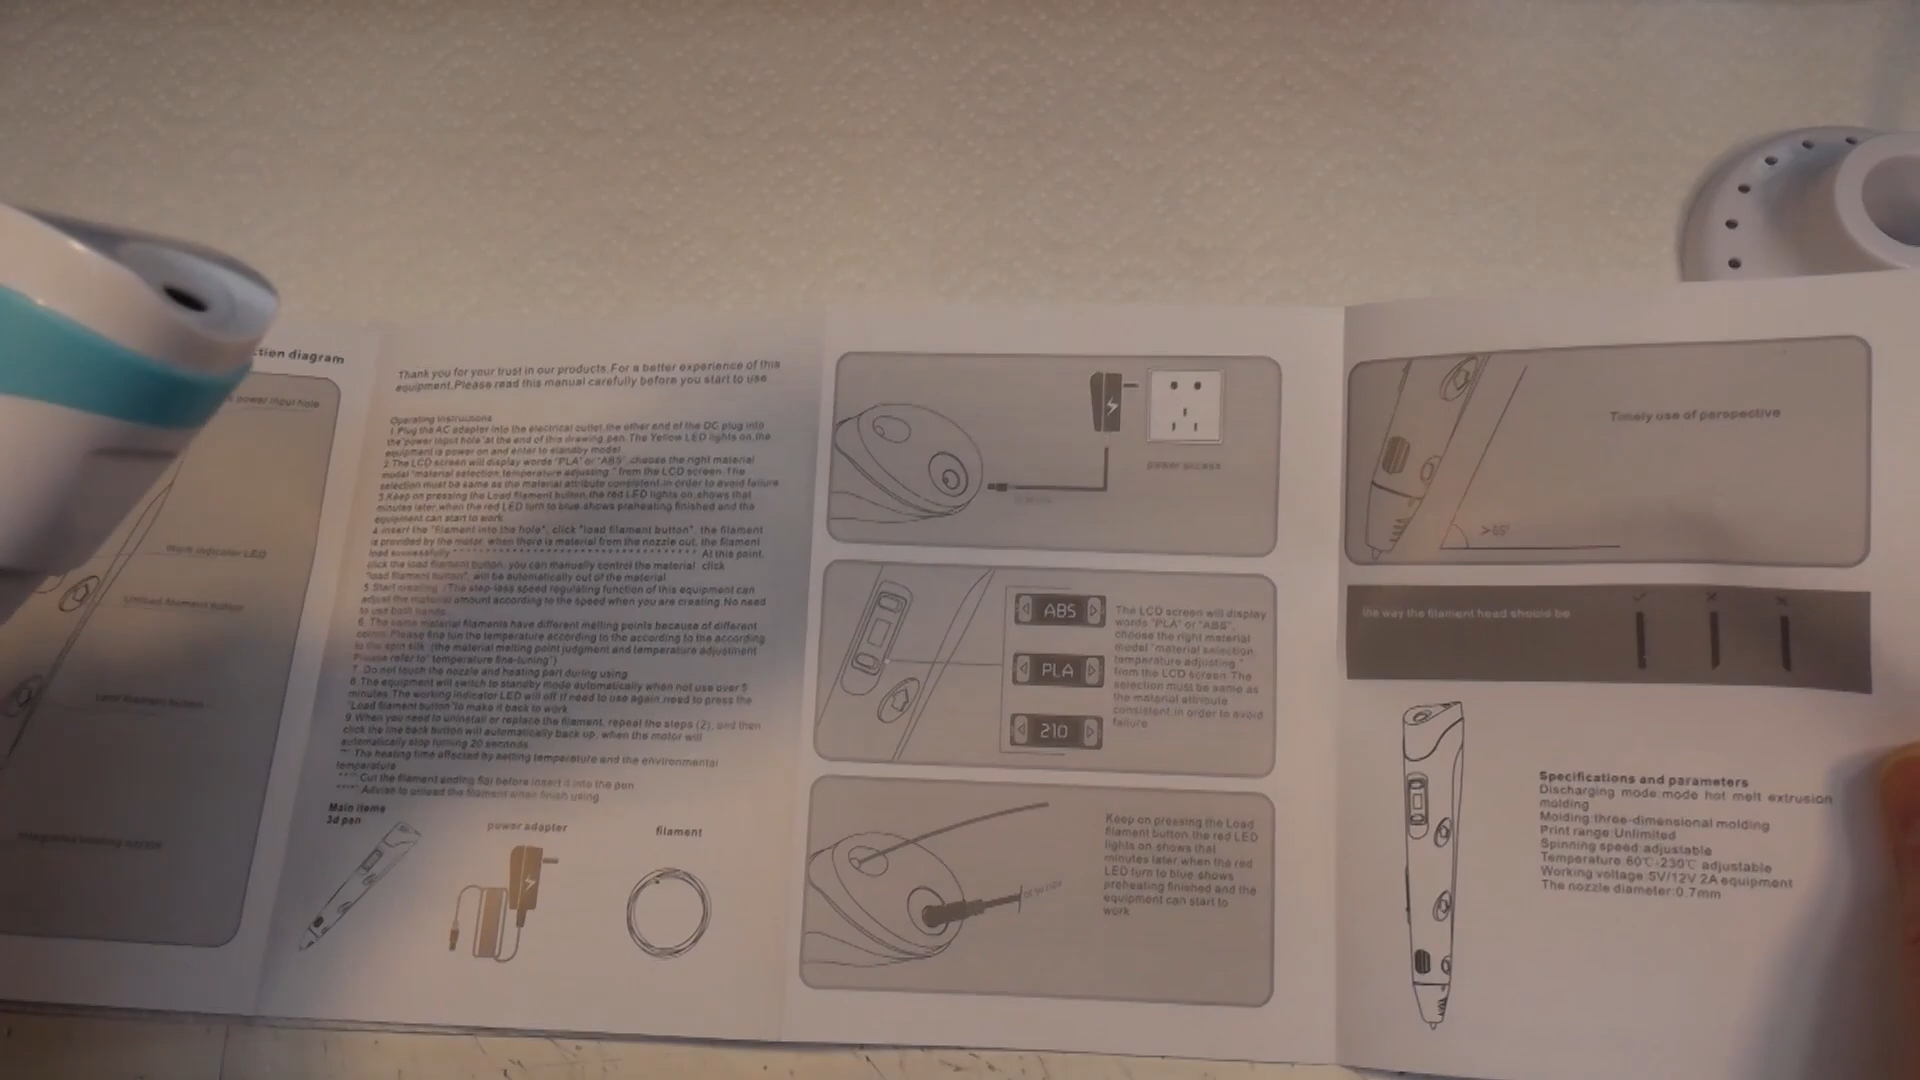 ction diagram
power input hole
Work indicator LED
Unload filament button
Load filament button
Thank you for your trust in our products.For a better experience of this
equipment.Please read this manual carefully before you start to use
Operating instructions
1.Plug the AC adapter into the electrical outlet,the other end of the DC plug into
the"power input hole"at the end of this drawing pen. The Yellow LED lights on,the
equipment is power on and enter to standby model
2.The LCD screen will display words "PLA" or "ABS",choose the right material
model "material selection,temperature adjusting " from the LCD screen.The
selection must be same as the material attribute consistent,in order to avoid failure
3.Keep on pressing the Load filament button,the red LED lights on,shows that
minutes later,when the red LED turn to blue,shows preheating finished and the
equipment can start to work
4.insert the "filament into the hole", click "load filament button", the filament
is provided by the motor, when there is material from the nozzle out, the filament
load successfully At this point,
click the load filament button, you can manually control the material click
"load filament button", will be automatically out of the material
5.Start creating (The step-less speed regulating function of this equipment can
adjust the material amount according to the speed when you are creating.No need
to use both hands
6. The same material filaments have different melting points because of different
colors.Please fine tun the temperature according to the according to the according
to the spin silk (the material melting point judgment and temperature adjustment
Please refer to" temperature fine-tuning")
7. Do not touch the nozzle and heating part during using
8.The equipment will switch to standby mode automatically when not use over 5
minutes.The working indicator LED will off.If need to use again,need to press the
"Load filament button"to make it back to work
9.When you need to uninstall or replace the filament, repeat the steps (2), and then
click the line back button will automatically back up, when the motor will
automatically stop turning 20 seconds
The heating time affected by setting temperature and the environmental
temperature
Cut the filament ending flat before insert it into the pen
Advise to unload the filament when finish using
Main items
3d pen
power adapter
filament
power access
ABS
PLA
210
The LCD screen will display
words "PLA" or "ABS",
choose the right material
model "material selection,
temperature adjusting "
from the LCD screen.The
selection must be same as
the material attribute
consistent,in order to avoid
failure
Keep on pressing the Load
filament button,the red LED
lights on,shows that
minutes later,when the red
LED turn to blue,shows
preheating finished and the
equipment can start to
work
Timely use of perspective
the way the filament head should be
Specifications and parameters
Discharging mode:mode hot melt extrusion
molding
Molding:three-dimensional molding
Print range:Unlimited
Spinning speed:adjustable
Temperature:60℃-230℃ adjustable
Working voltage:5V/12V 2A equipment
The nozzle diameter:0.7mm